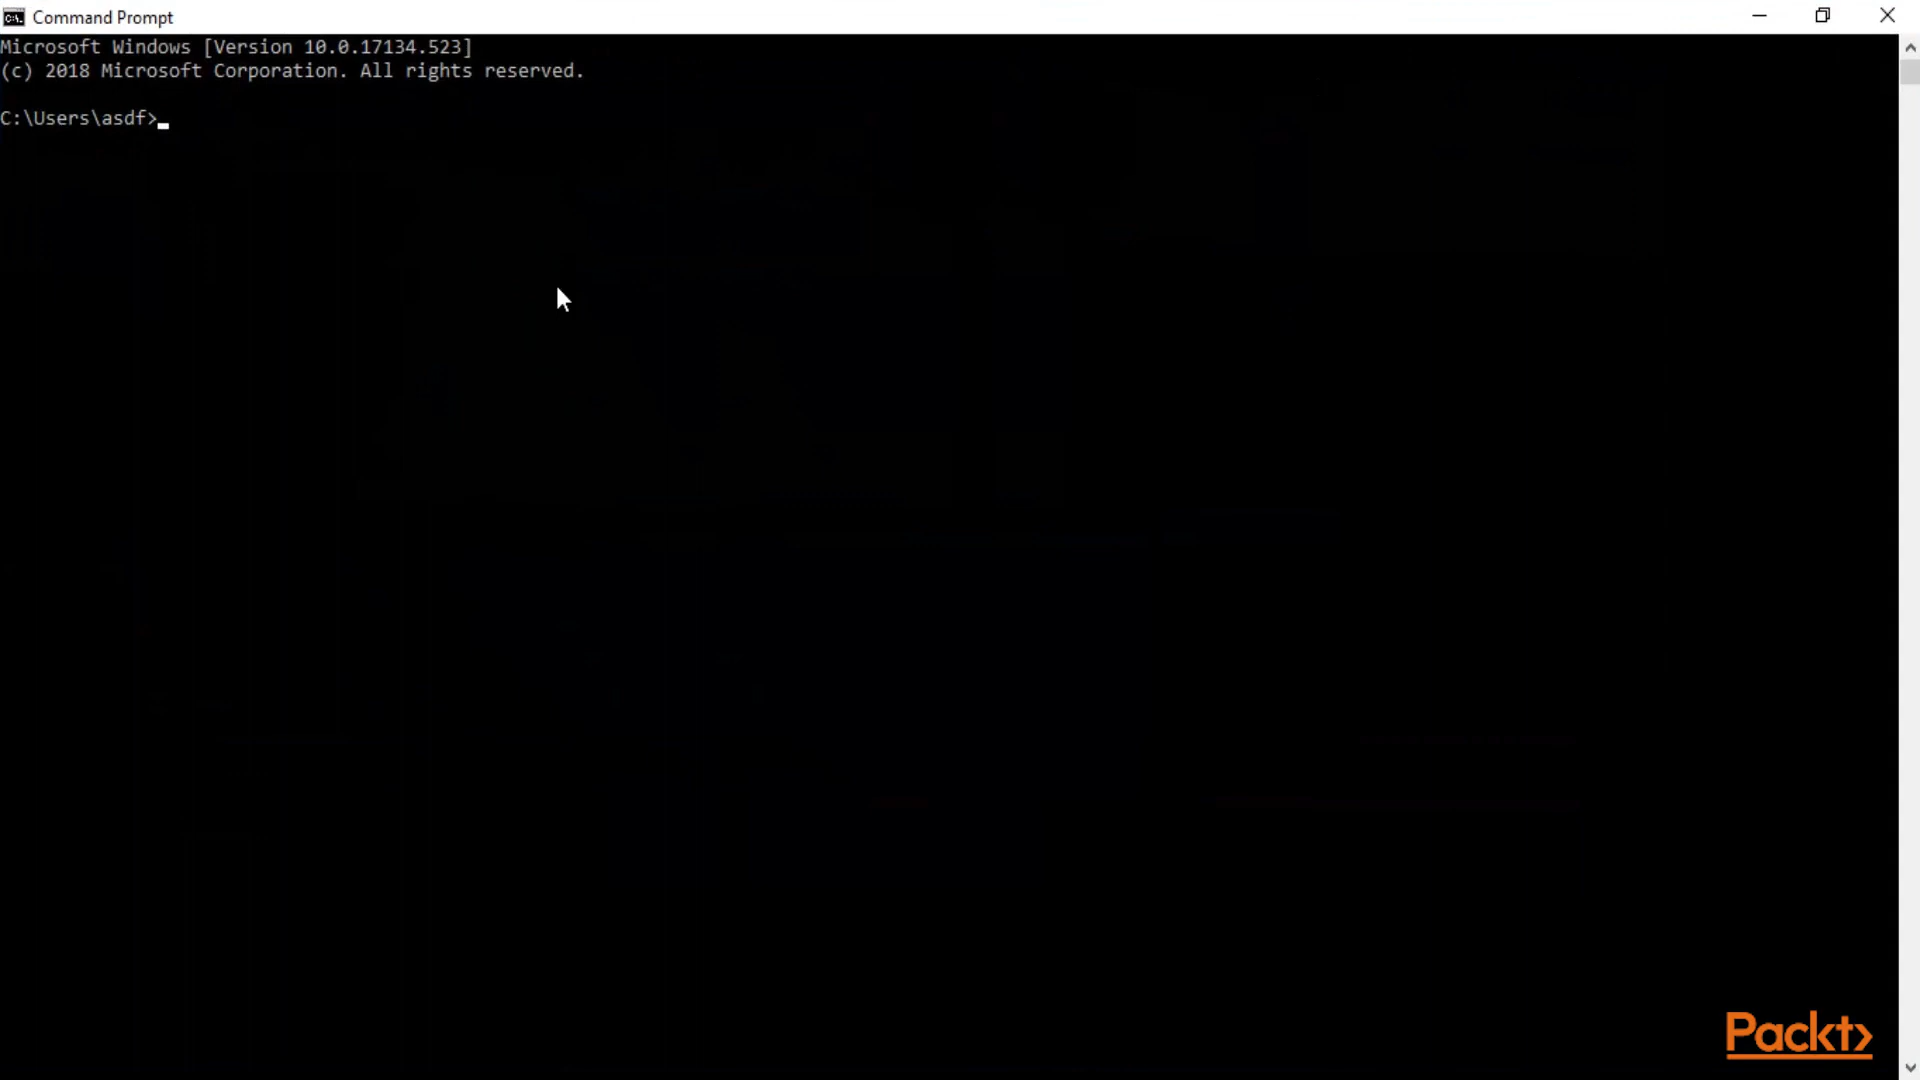 Command Prompt
Microsoft Windows [Version 10.0.17134.523]
(c) 2018 Microsoft Corporation. All rights reserved.
C:\Users\asdf>
Packt>